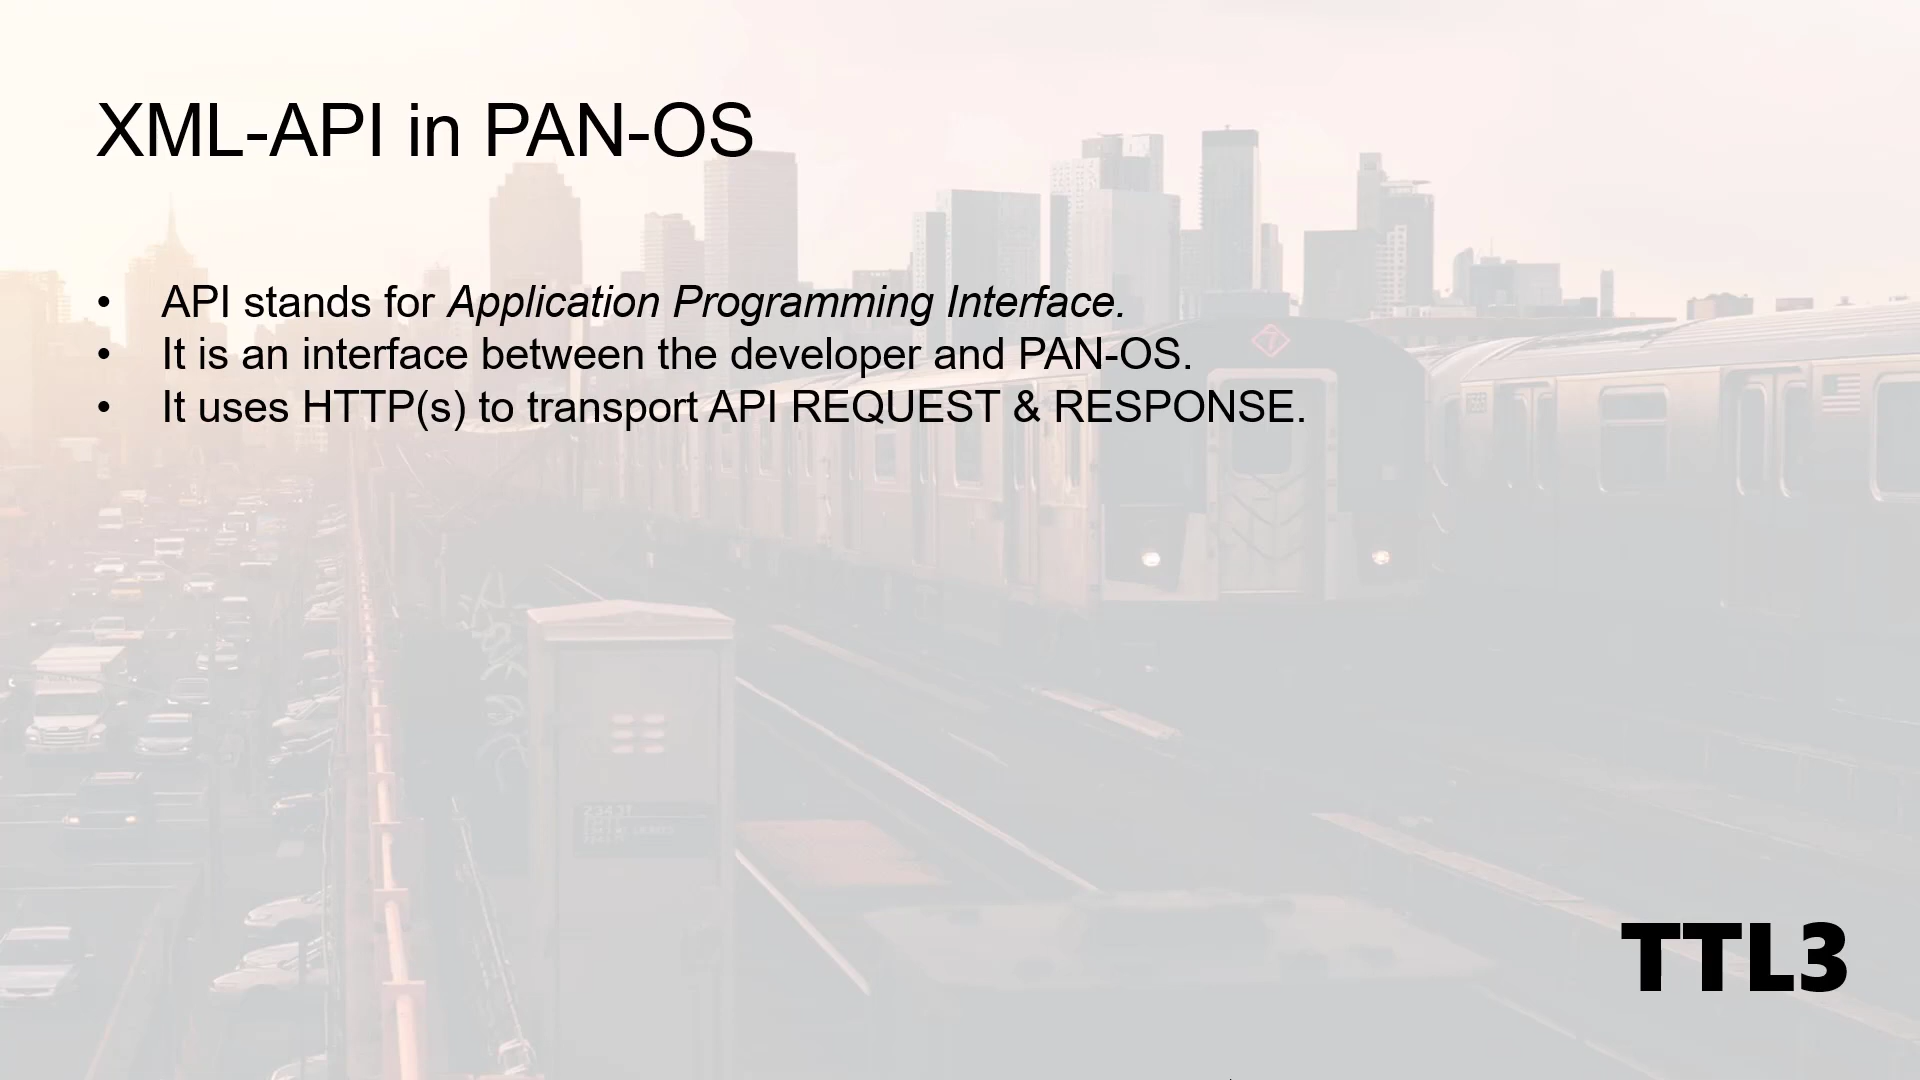 XML-API in PAN-OS
• API stands for Application Programming Interface.
• It is an interface between the developer and PAN-OS.
• It uses HTTP(s) to transport API REQUEST & RESPONSE.
7
TTL3